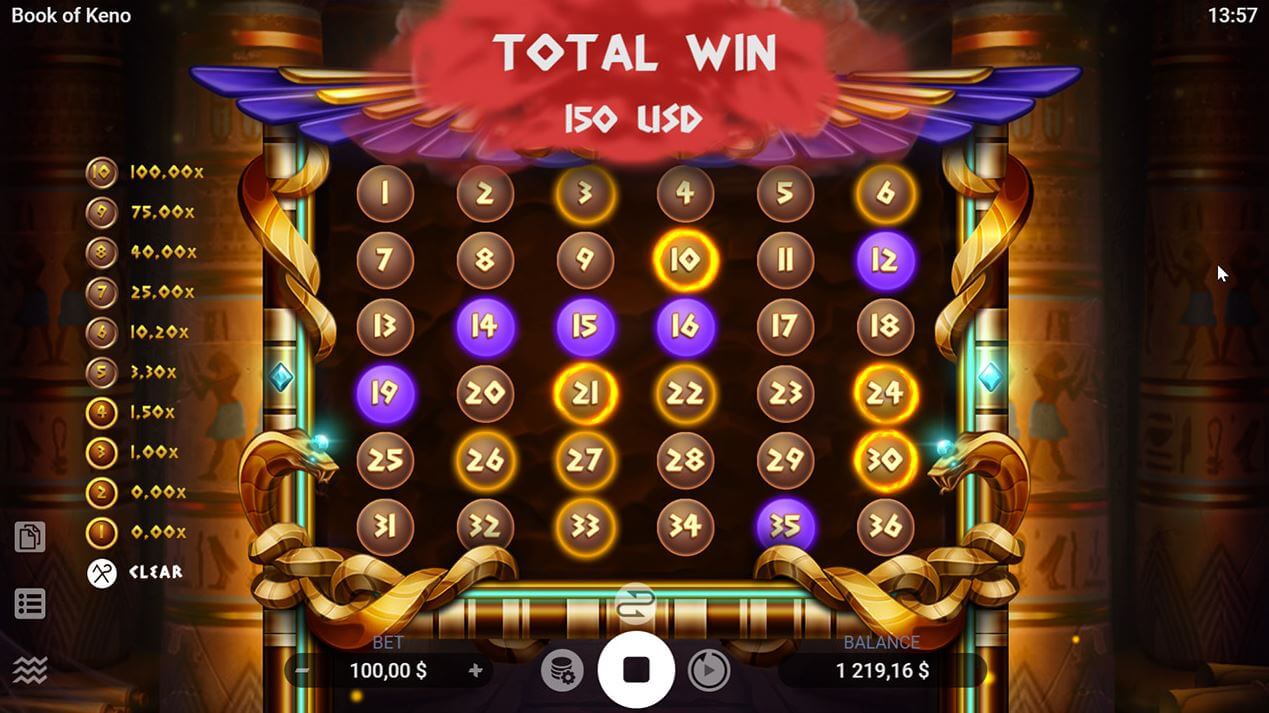 Book of Keno
13:57
TOTAL WIN
150 USD
10 100,00x
9 75,00x
8 40,00x
7 25,00x
6 10,20x
5 3,30x
4 1,50x
3 1,00x
2 0,00x
1 0,00x
CLEAR
1 2 3 4 5 6
7 8 9 10 11 12
13 14 15 16 17 18
19 20 21 22 23 24
25 26 27 28 29 30
31 32 33 34 35 36
BET
- 100,00 $ +
BALANCE
1 219,16 $